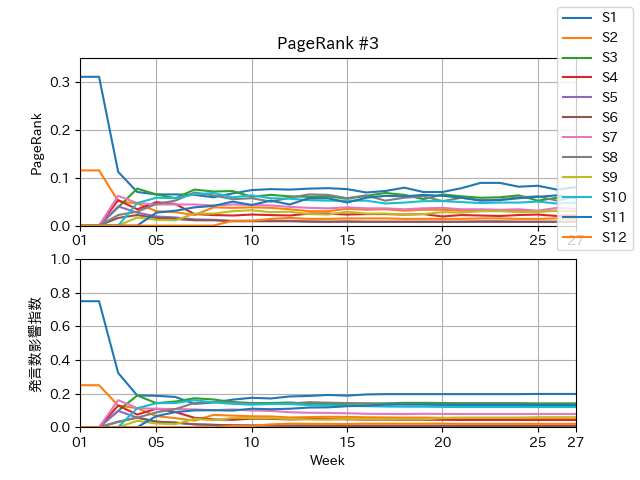 PageRank #3
PageRank
0.3
0.2
0.1
0.0
01
05
10
15
20
25
27
S1
S2
S3
S4
S5
S6
S7
S8
S9
S10
S11
S12
発言数影響指数
1.0
0.8
0.6
0.4
0.2
0.0
01
05
10
15
20
25
27
Week